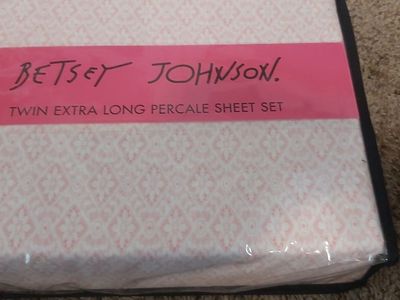 BETSEY JOHNSON.
TWIN EXTRA LONG PERCALE SHEET SET